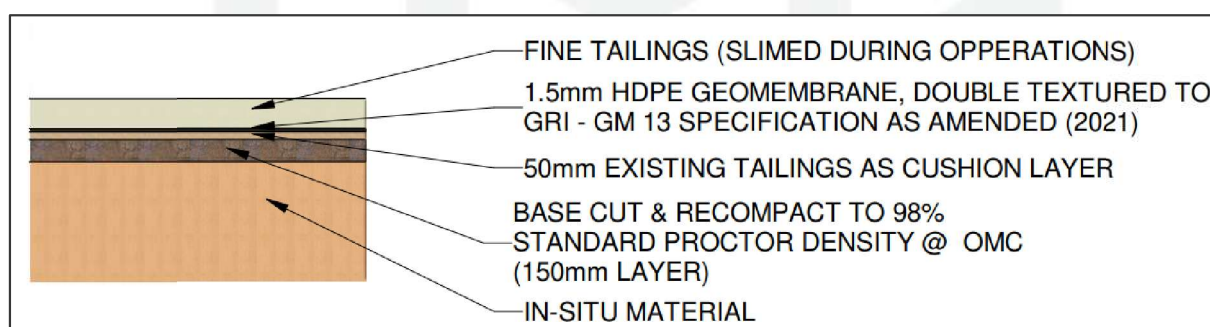 FINE TAILINGS (SLIMED DURING OPPERATIONS)
1.5mm HDPE GEOMEMBRANE, DOUBLE TEXTURED TO
GRI - GM 13 SPECIFICATION AS AMENDED (2021)
50mm EXISTING TAILINGS AS CUSHION LAYER
BASE CUT & RECOMPACT TO 98%
STANDARD PROCTOR DENSITY @ OMC
(150mm LAYER)
IN-SITU MATERIAL